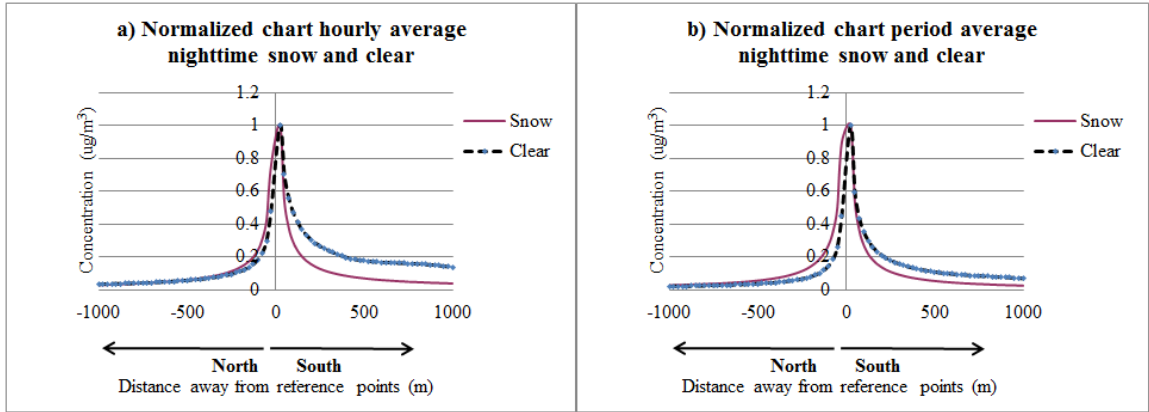 a) Normalized chart hourly average
nighttime snow and clear
Concentration (ug/m³)
1.2
1
0.8
0.6
0.4
0.2
0
-1000
-500
0
500
1000
Snow
Clear
North
South
Distance away from reference points (m)
b) Normalized chart period average
nighttime snow and clear
Concentration (ug/m³)
1.2
1
0.8
0.6
0.4
0.2
0
-1000
-500
0
500
1000
Snow
Clear
North
South
Distance away from reference points (m)